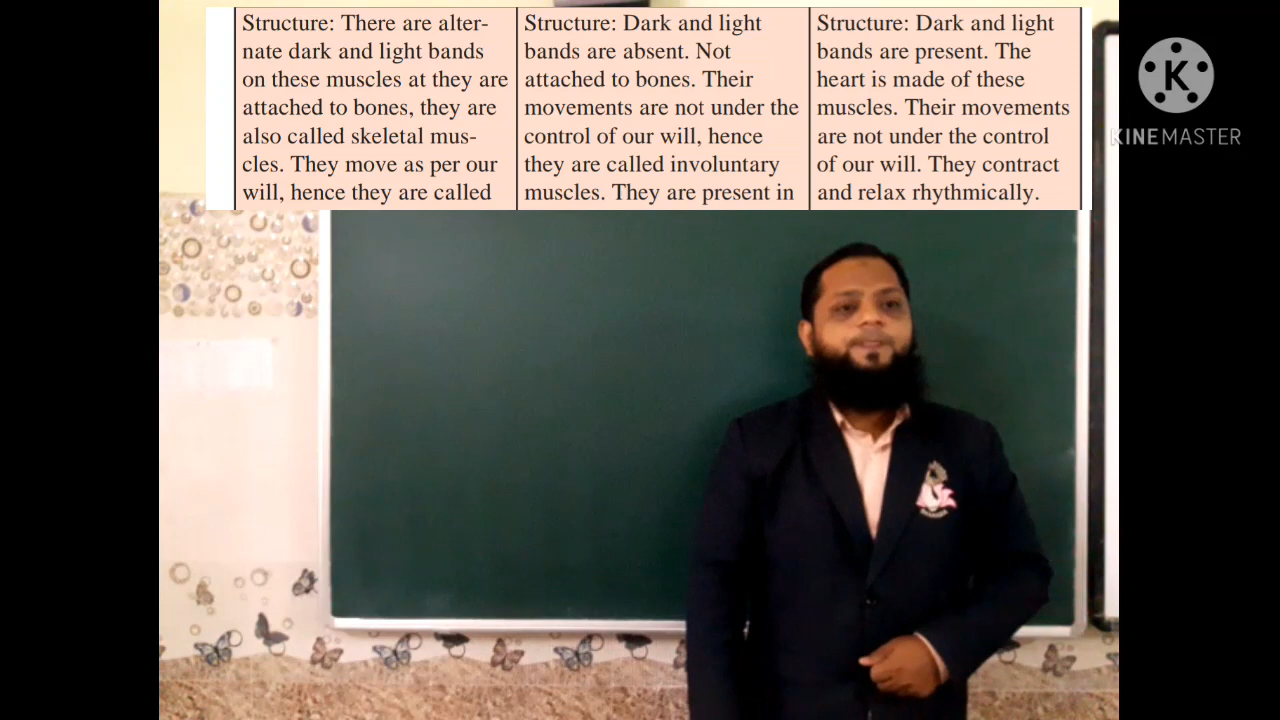 Structure: There are alter-
nate dark and light bands
on these muscles at they are
attached to bones, they are
also called skeletal mus-
cles. They move as per our
will, hence they are called
Structure: Dark and light
bands are absent. Not
attached to bones. Their
movements are not under the
control of our will, hence
they are called involuntary
muscles. They are present in
Structure: Dark and light
bands are present. The
heart is made of these
muscles. Their movements
are not under the control
of our will. They contract
and relax rhythmically.
K
KINEMASTER